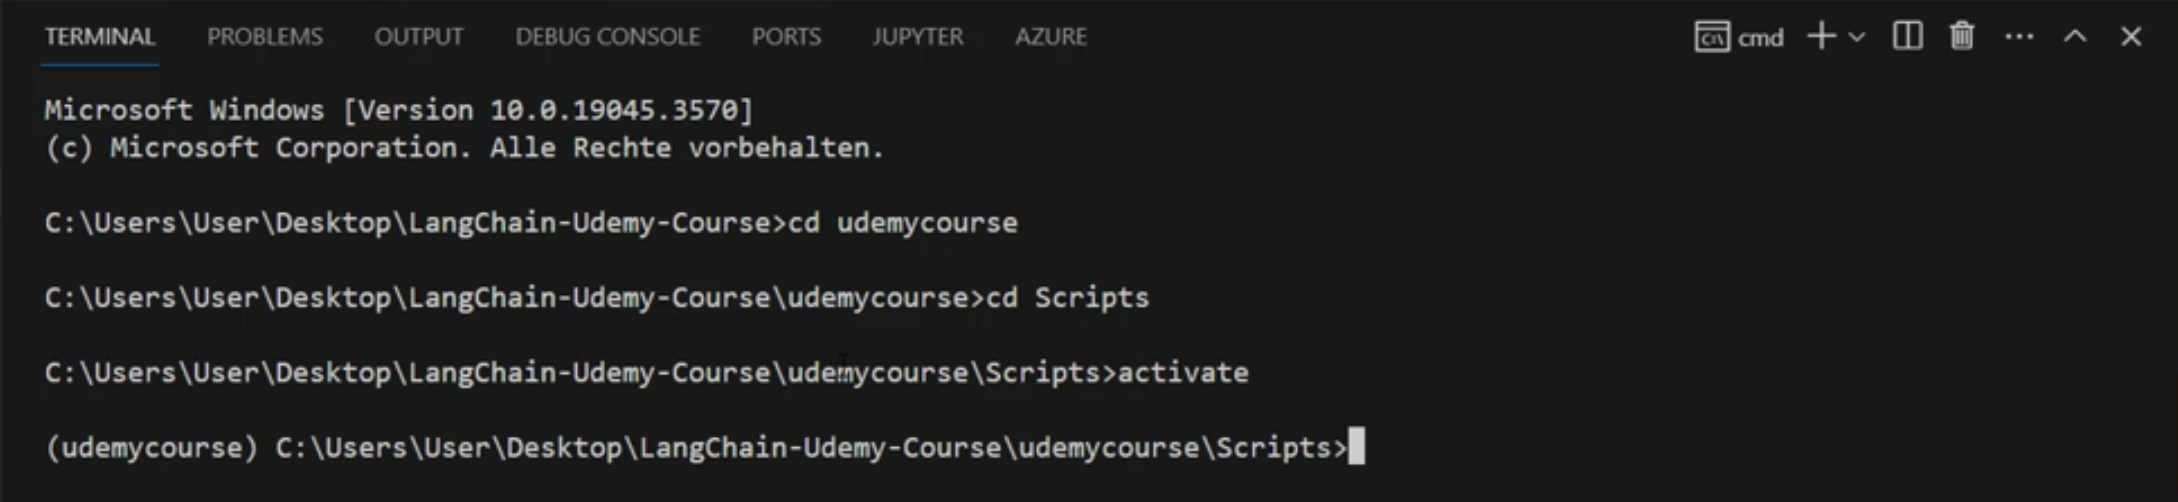 TERMINAL PROBLEMS OUTPUT DEBUG CONSOLE PORTS JUPYTER AZURE cmd
Microsoft Windows [Version 10.0.19045.3570]
(c) Microsoft Corporation. Alle Rechte vorbehalten.
C:\Users\User\Desktop\LangChain-Udemy-Course>cd udemycourse
C:\Users\User\Desktop\LangChain-Udemy-Course\udemycourse>cd Scripts
C:\Users\User\Desktop\LangChain-Udemy-Course\udemycourse\Scripts>activate
(udemycourse) C:\Users\User\Desktop\LangChain-Udemy-Course\udemycourse\Scripts>